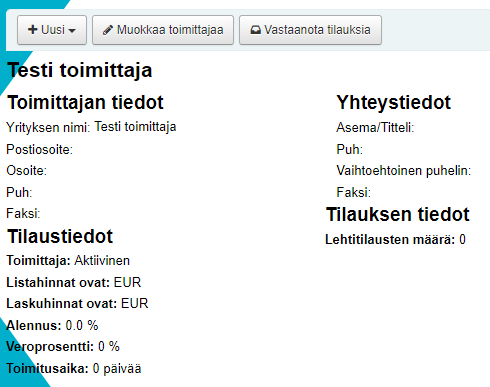 Uusi
Muokkaa toimittajaa
Vastaanota tilauksia
Testi toimittaja
Toimittajan tiedot
Yrityksen nimi: Testi toimittaja
Postiosoite:
Osoite:
Puh:
Faksi:
Tilaustiedot
Toimittaja: Aktiivinen
Listahinnat ovat: EUR
Laskuhinnat ovat: EUR
Alennus: 0.0 %
Veroprosentti: 0 %
Toimitusaika: 0 päivää
Yhteystiedot
Asema/Titteli:
Puh:
Vaihtoehtoinen puhelin:
Faksi:
Tilauksen tiedot
Lehtitilausten määrä: 0